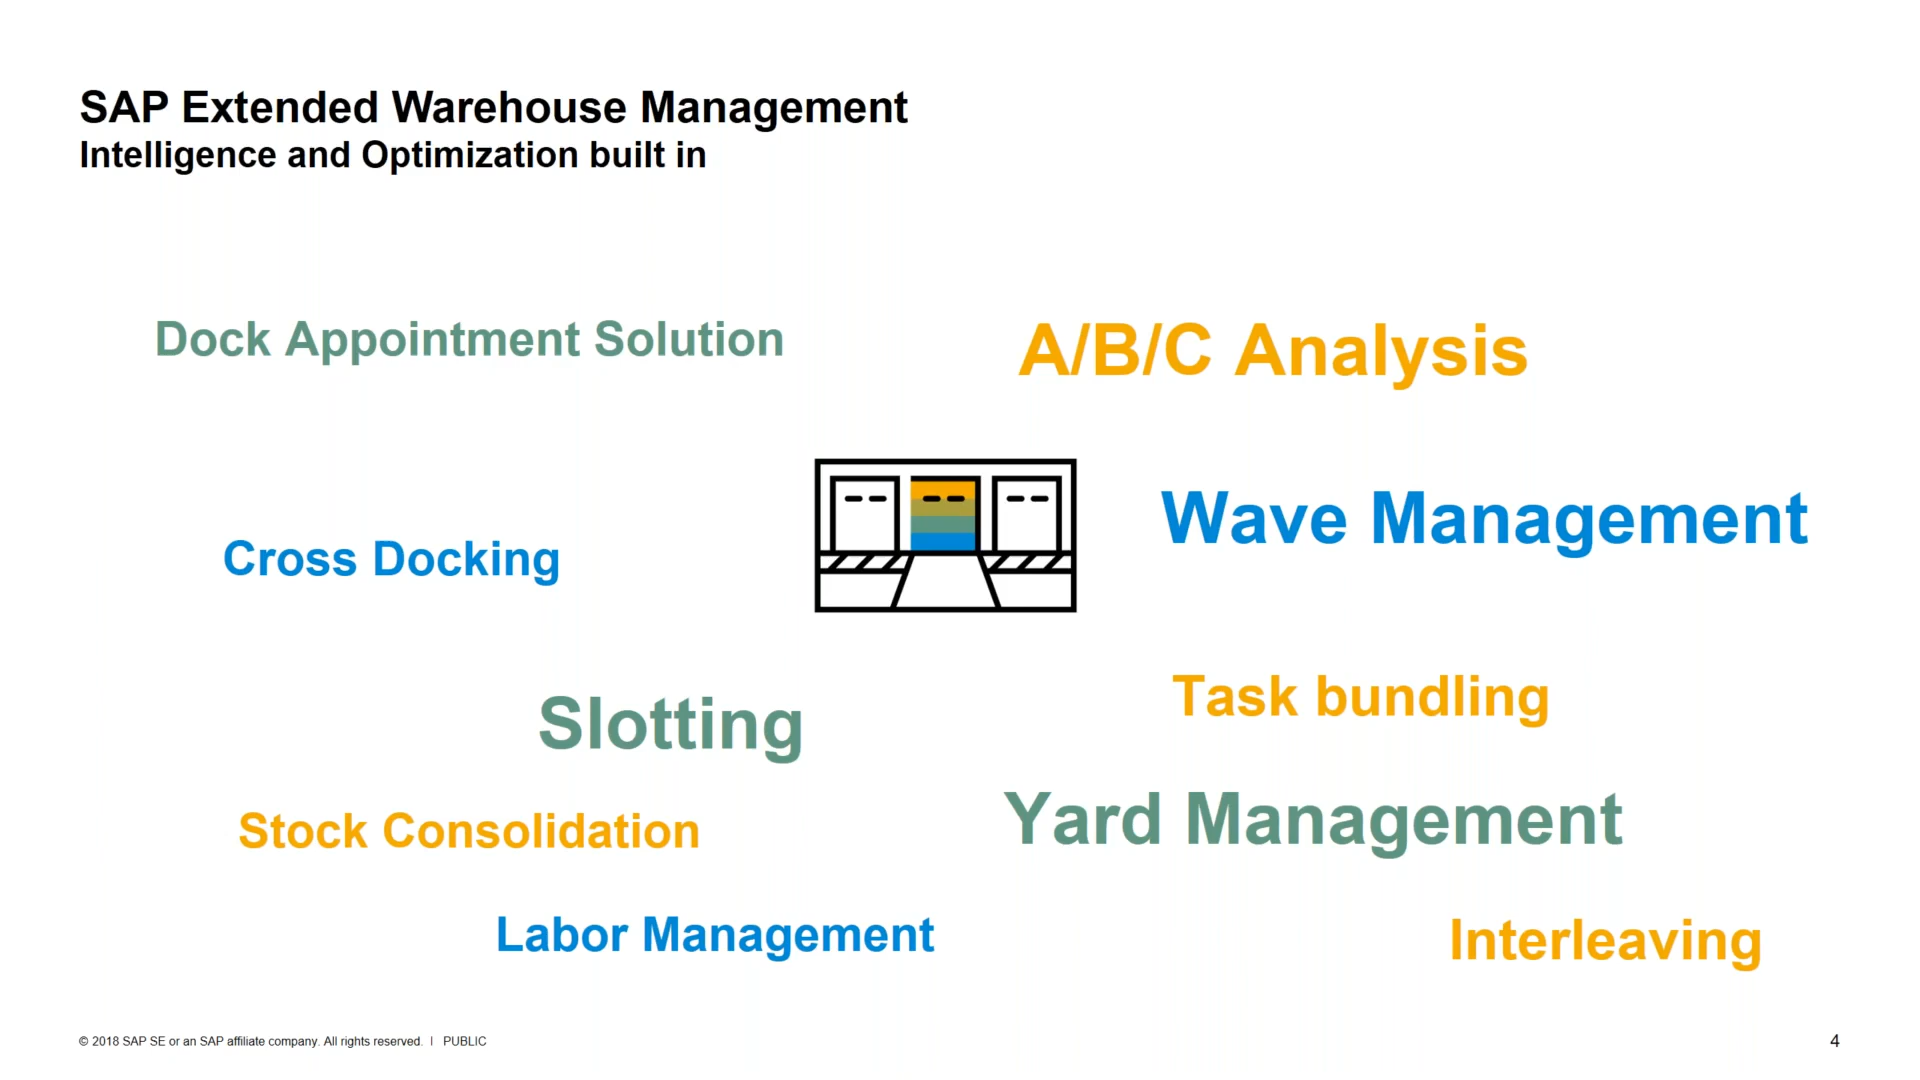 SAP Extended Warehouse Management
Intelligence and Optimization built in
Dock Appointment Solution
A/B/C Analysis
Wave Management
Cross Docking
Task bundling
Slotting
Yard Management
Stock Consolidation
Labor Management
Interleaving
© 2018 SAP SE or an SAP affiliate company. All rights reserved. | PUBLIC
4